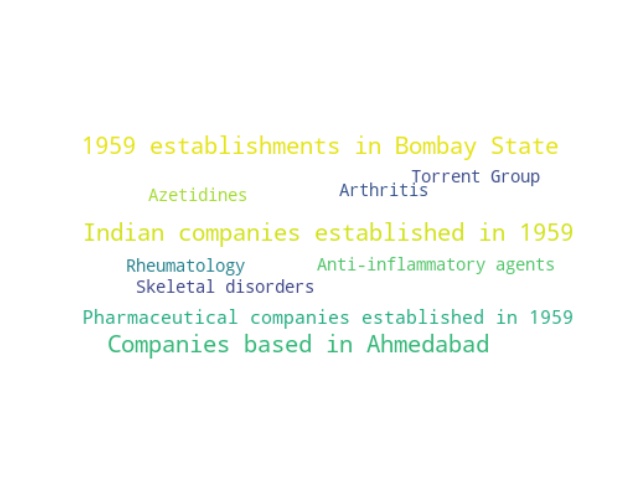 1959 establishments in Bombay State
Torrent Group
Azetidines
Arthritis
Indian companies established in 1959
Rheumatology
Anti-inflammatory agents
Skeletal disorders
Pharmaceutical companies established in 1959
Companies based in Ahmedabad